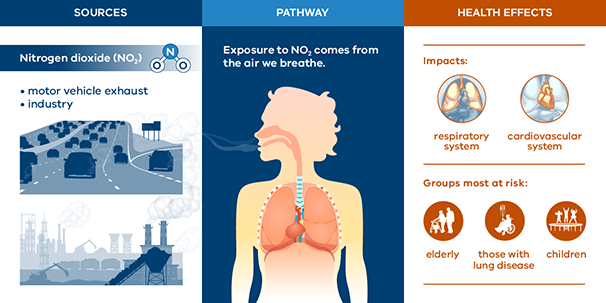 SOURCES
Nitrogen dioxide (NO₂)
N
O O
• motor vehicle exhaust
• industry
PATHWAY
Exposure to NO₂ comes from
the air we breathe.
HEALTH EFFECTS
Impacts:
respiratory
system
cardiovascular
system
Groups most at risk:
elderly
those with
lung disease
children